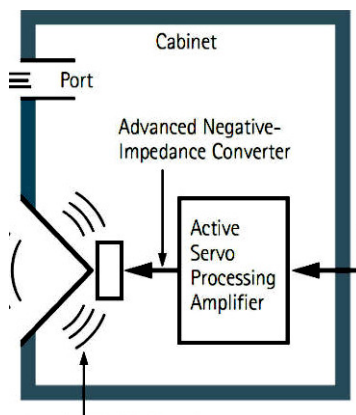 Cabinet
Port
Advanced Negative-
Impedance Converter
Active
Servo
Processing
Amplifier